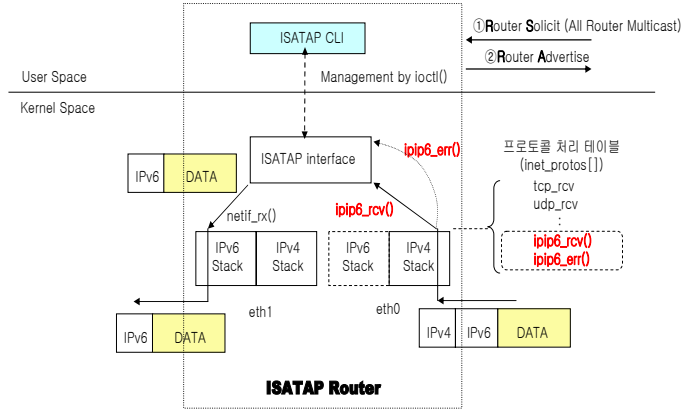 ISATAP CLI
①Router Solicit (All Router Multicast)
②Router Advertise
User Space
Management by ioctl()
Kernel Space
ISATAP interface
ipip6_err()
프로토콜 처리 테이블
(inet_protos[])
tcp_rcv
udp_rcv
:
ipip6_rcv()
ipip6_err()
IPv6
DATA
netif_rx()
ipip6_rcv()
IPv6
Stack
IPv4
Stack
IPv6
Stack
IPv4
Stack
eth1
eth0
IPv6
DATA
IPv4
IPv6
DATA
ISATAP Router